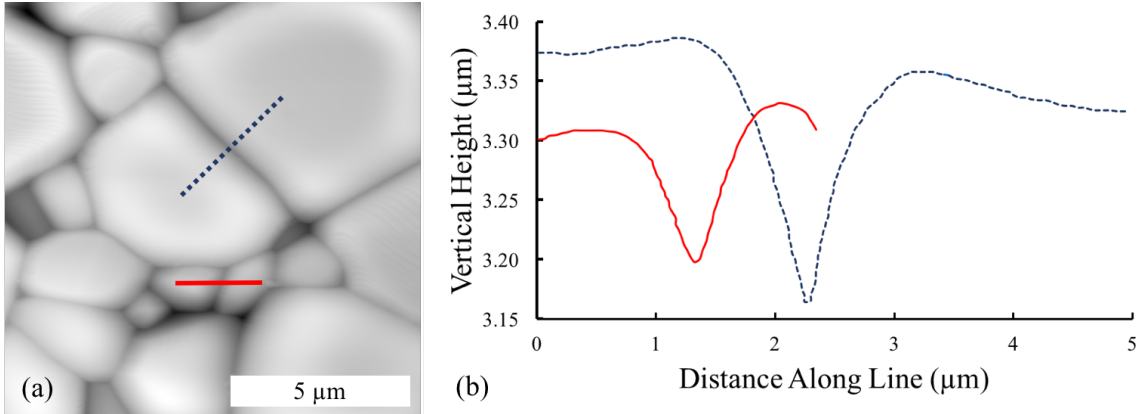 (a)
5 µm
(b)
Vertical Height (µm)
3.40
3.35
3.30
3.25
3.20
3.15
0 1 2 3 4 5
Distance Along Line (µm)